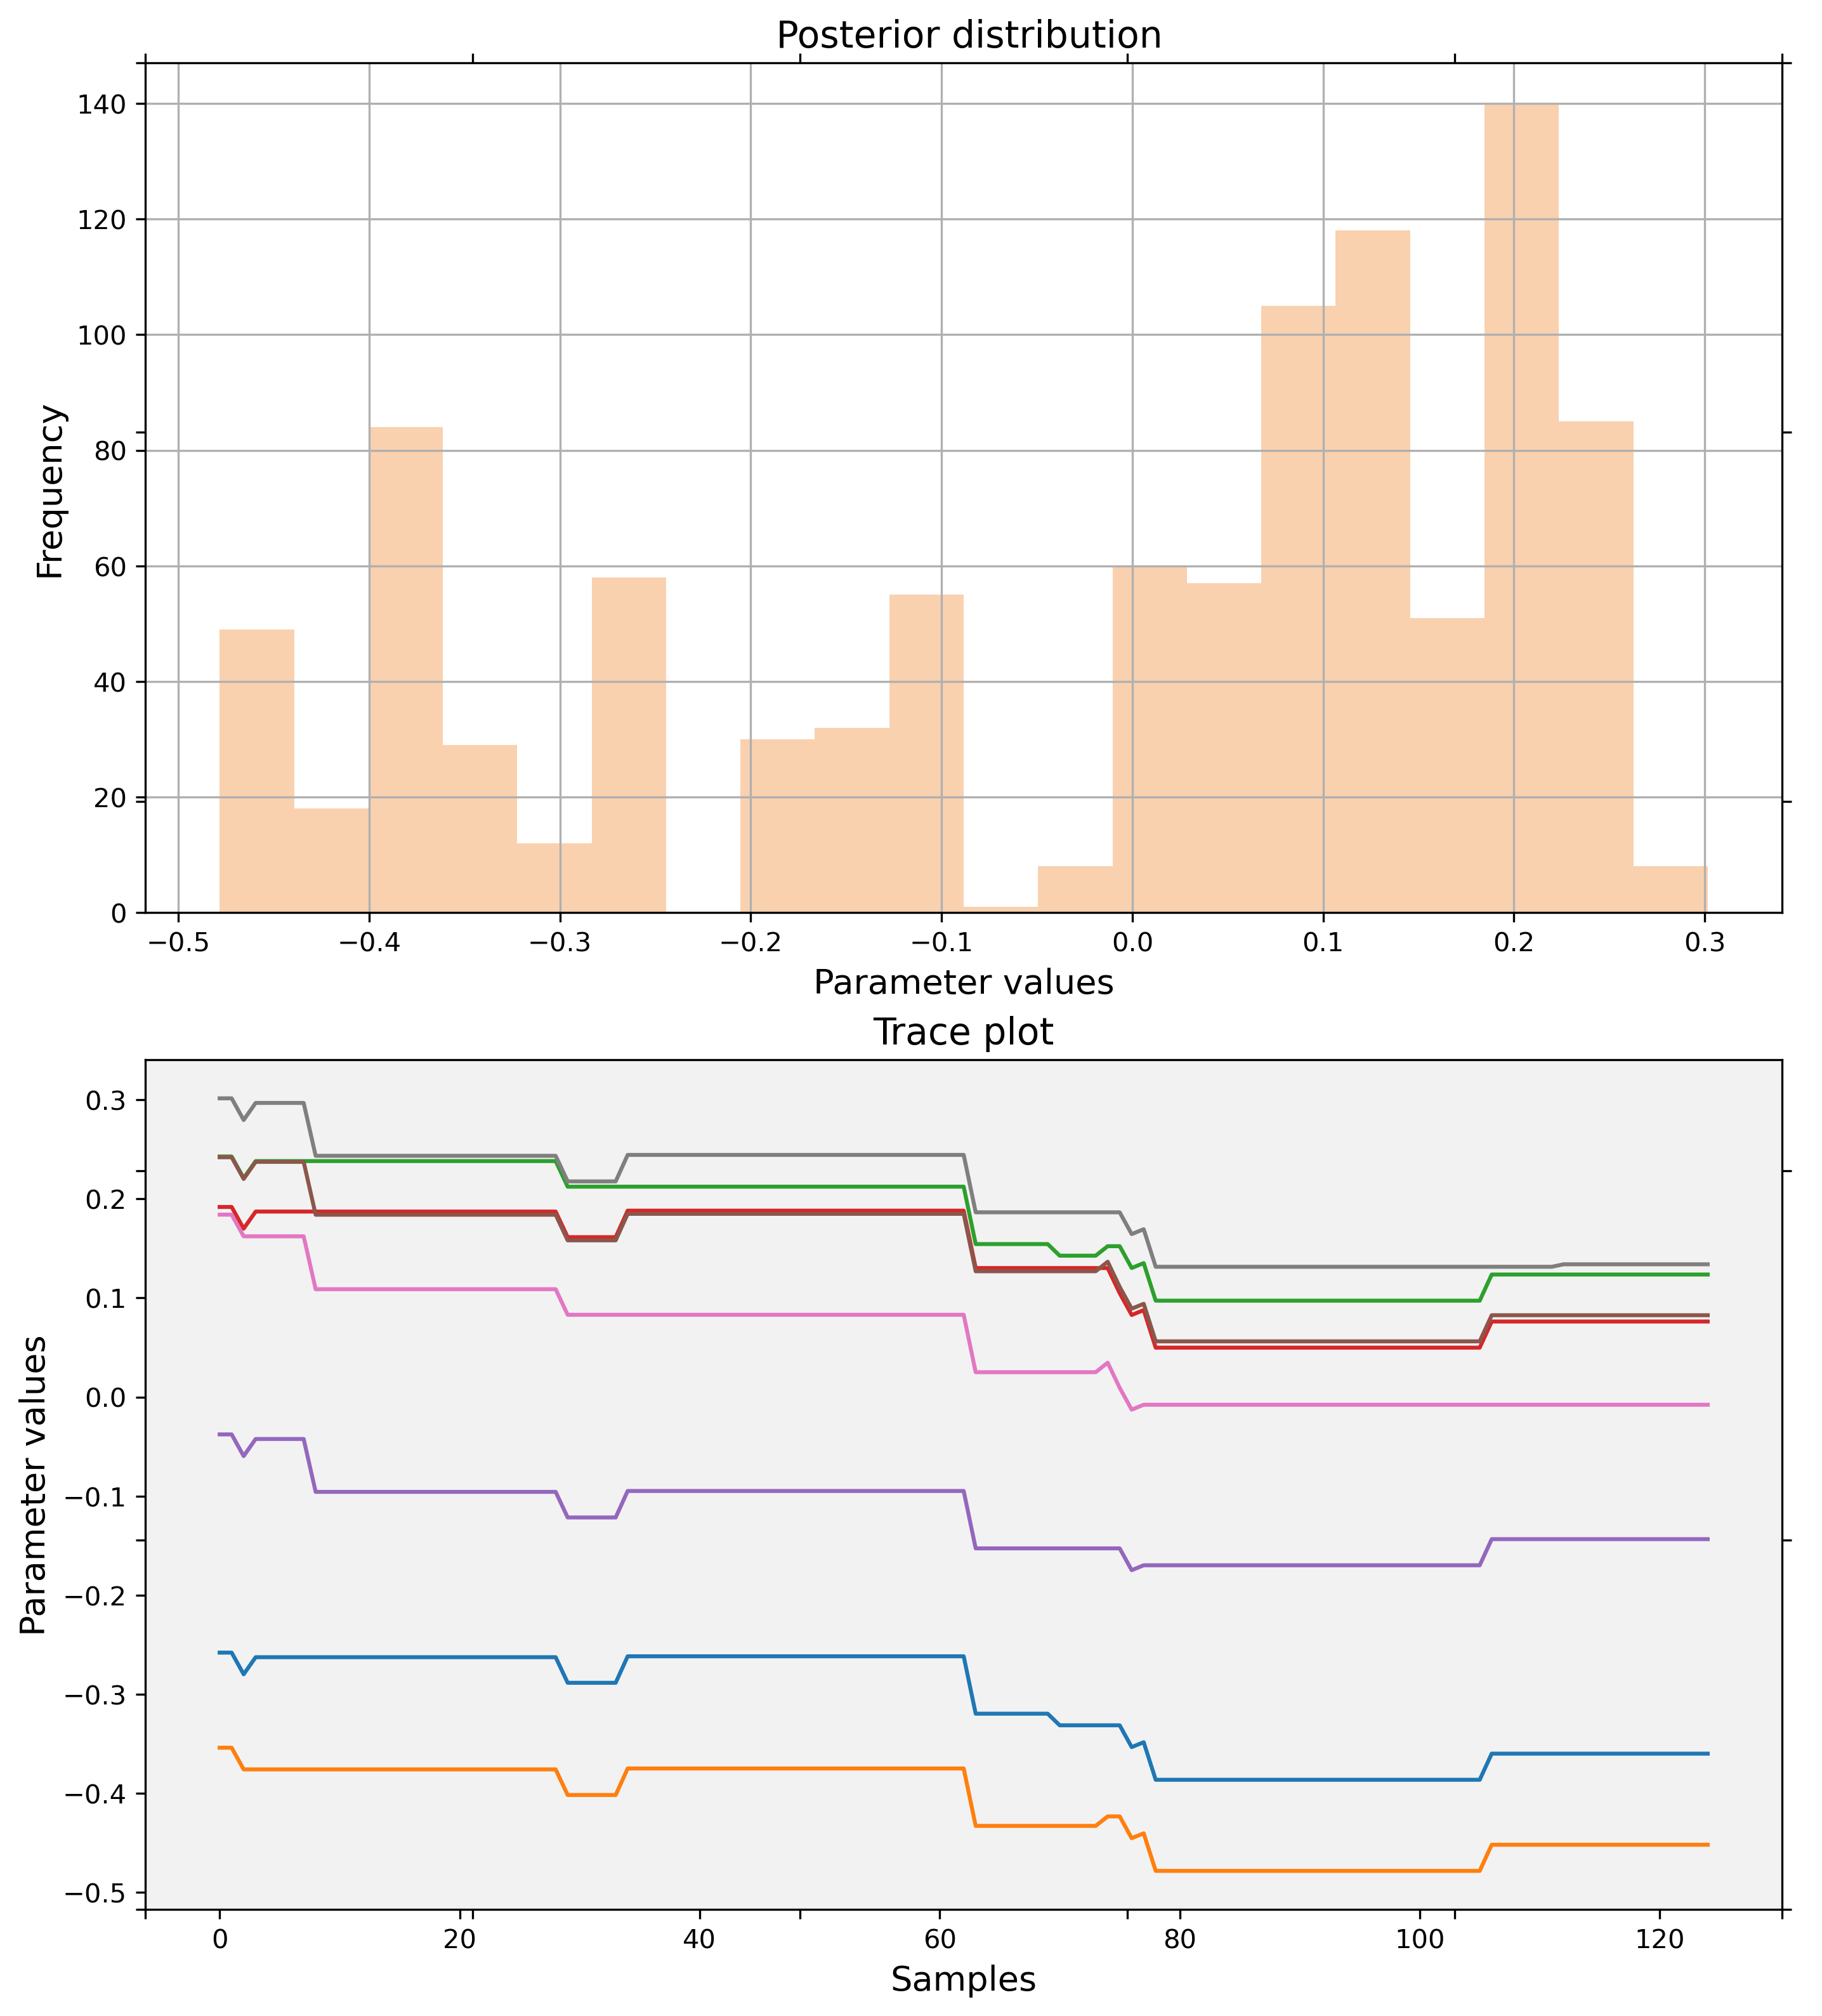 Posterior distribution
140
120
100
80
60
40
20
0
Frequency
−0.5 −0.4 −0.3 −0.2 −0.1 0.0 0.1 0.2 0.3
Parameter values
Trace plot
0.3
0.2
0.1
0.0
−0.1
−0.2
−0.3
−0.4
−0.5
Parameter values
0 20 40 60 80 100 120
Samples